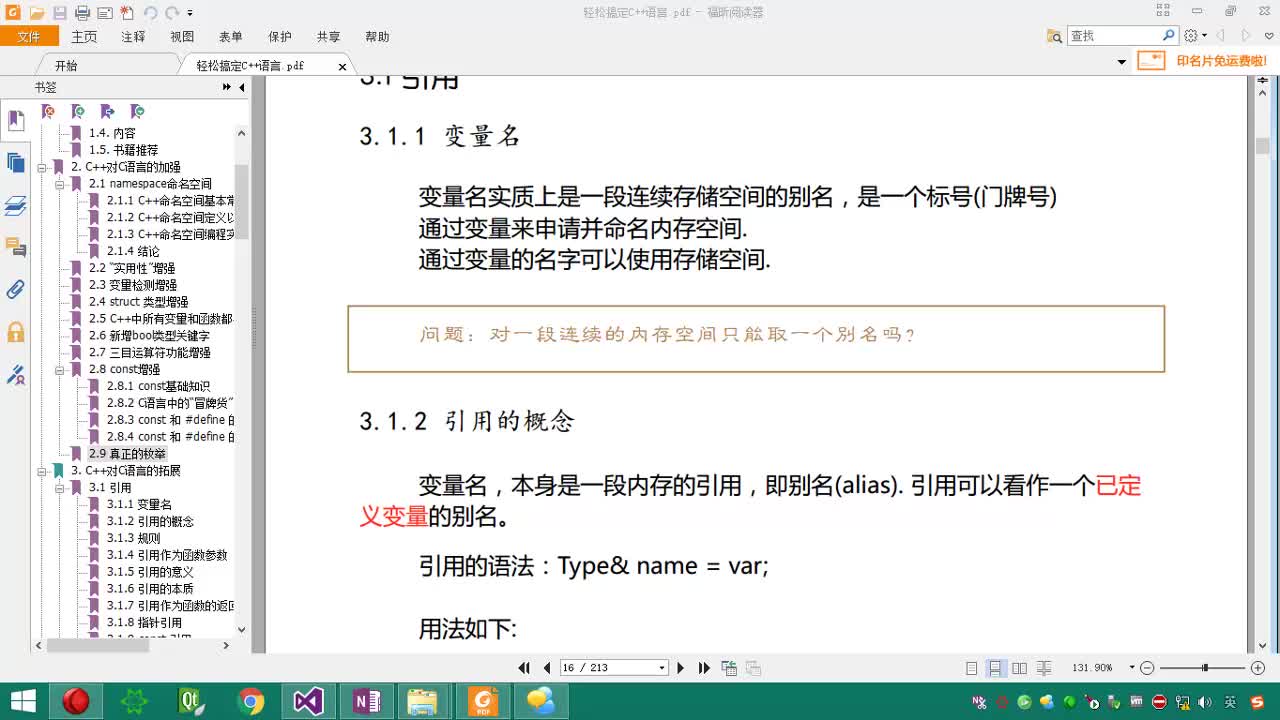 轻松搞定C++语言.pdf - 福昕阅读器
文件 主页 注释 视图 表单 保护 共享 帮助
查找
开始 轻松搞定C++语言.pdf
印名片免运费啦!
书签
1.4. 内容
1.5. 书籍推荐
2. C++对C语言的加强
2.1 namespace命名空间
2.1.1 C++命名空间基本常
2.1.2 C++命名空间定义以
2.1.3 C++命名空间编程实
2.1.4 结论
2.2 "实用性"增强
2.3 变量检测增强
2.4 struct 类型增强
2.5 C++中所有变量和函数都
2.6 新增bool类型关键字
2.7 三目运算符功能增强
2.8 const增强
2.8.1 const基础知识
2.8.2 C语言中的"冒牌货"
2.8.3 const 和 #define 的
2.8.4 const 和 #define 的
2.9 真正的枚举
3. C++对C语言的拓展
3.1 引用
3.1.1 变量名
3.1.2 引用的概念
3.1.3 规则
3.1.4 引用作为函数参数
3.1.5 引用的意义
3.1.6 引用的本质
3.1.7 引用作为函数的返回
3.1.8 指针引用
3.1 引用
3.1.1 变量名
变量名实质上是一段连续存储空间的别名，是一个标号(门牌号)
通过变量来申请并命名内存空间.
通过变量的名字可以使用存储空间.
问题：对一段连续的内存空间只能取一个别名吗?
3.1.2 引用的概念
变量名，本身是一段内存的引用，即别名(alias). 引用可以看作一个已定
义变量的别名。
引用的语法：Type& name = var;
用法如下:
16 / 213
131.90%
英